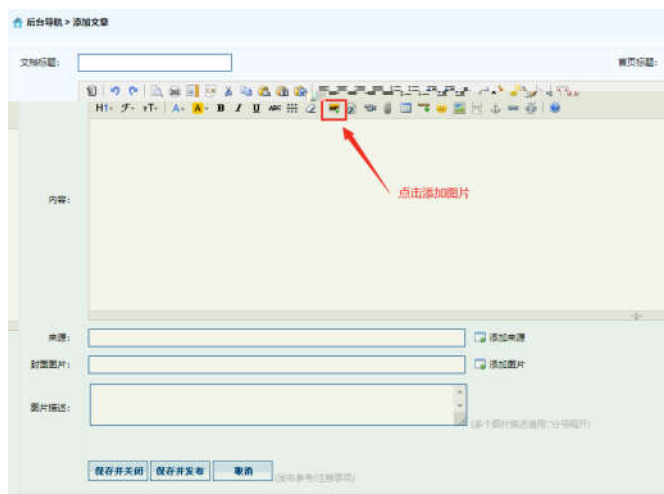 后台导航 > 添加文章
文档标题:
首页标题:
H1- F- T- A- A- B I U ABC
点击添加图片
内容:
来源:
添加来源
封面图片:
添加图片
图片描述:
(多个图片描述请用";"分号隔开)
保存并关闭 保存并发布 取消